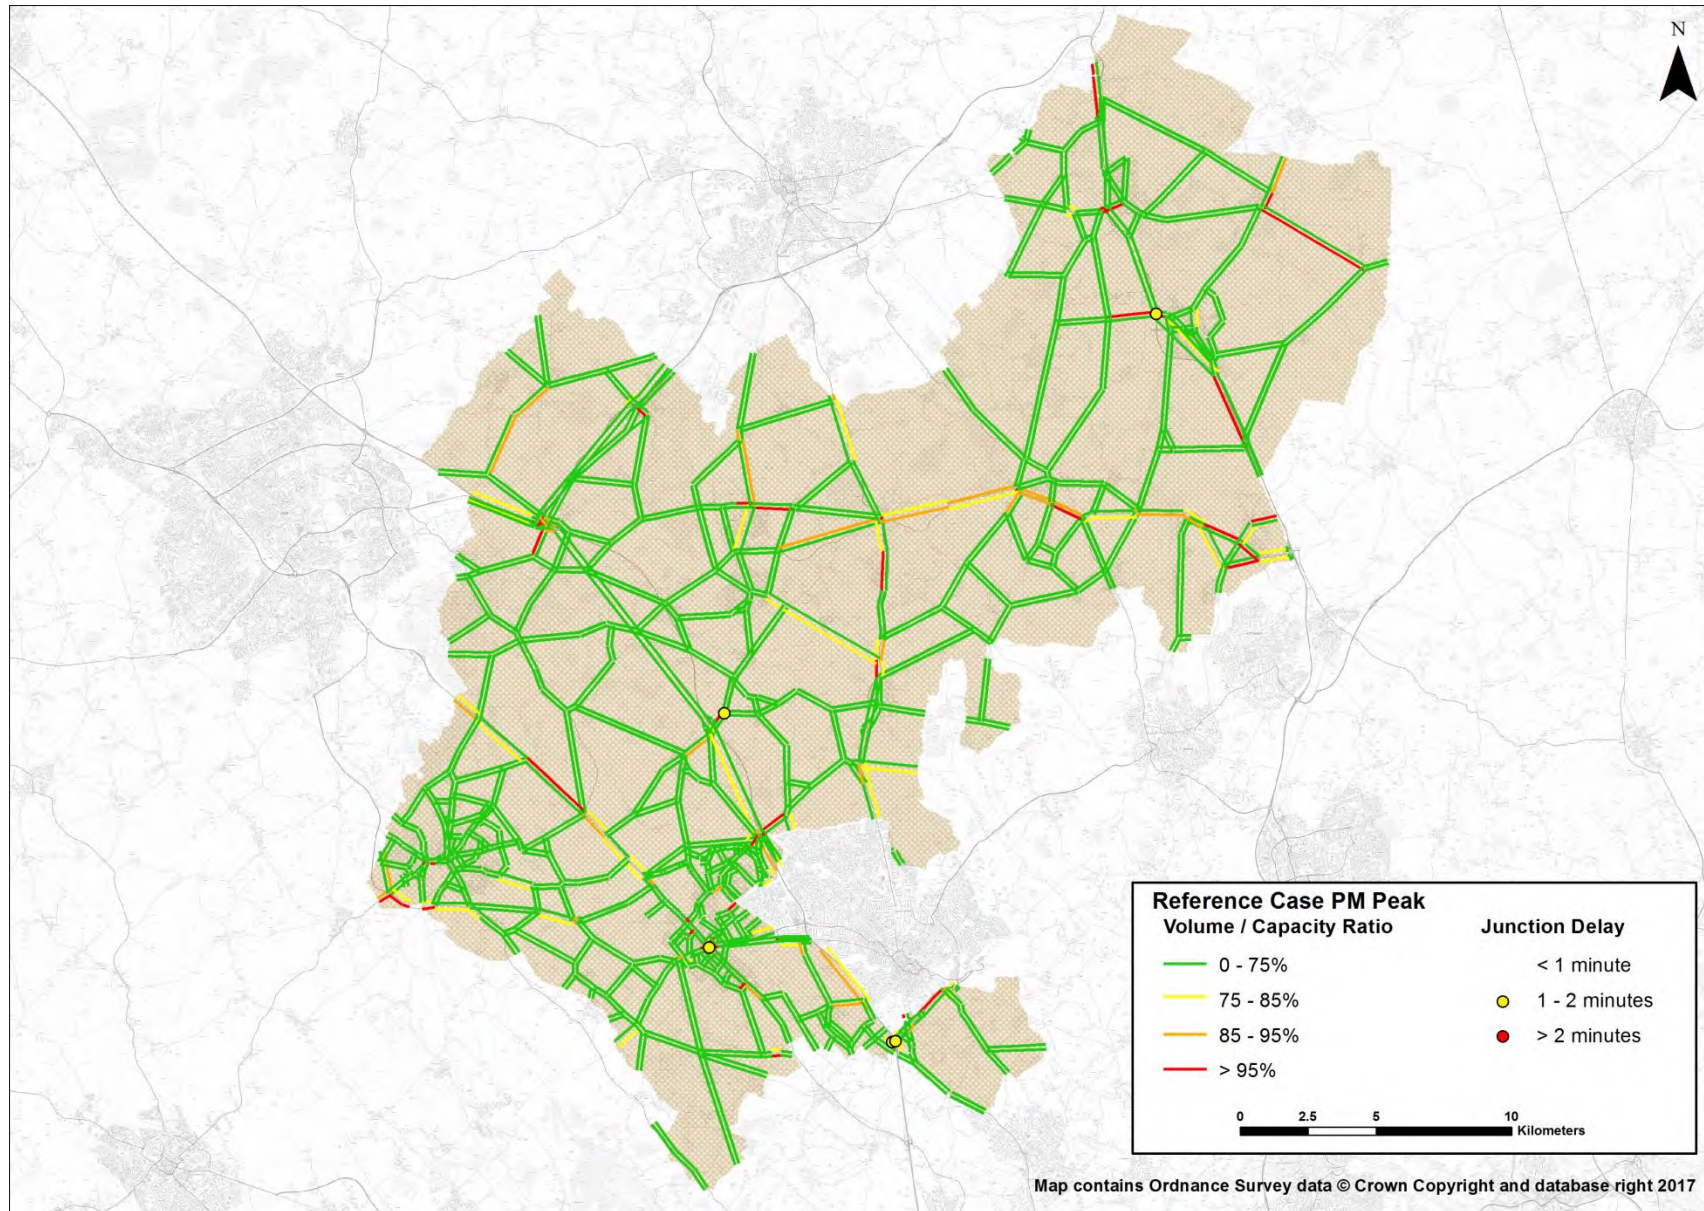 N
Reference Case PM Peak
Volume / Capacity Ratio
Junction Delay
0 - 75%
< 1 minute
75 - 85%
1 - 2 minutes
85 - 95%
> 2 minutes
> 95%
0 2.5 5 10
Kilometers
Map contains Ordnance Survey data © Crown Copyright and database right 2017